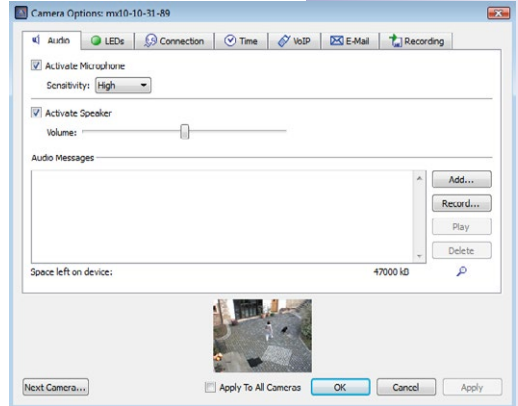 Camera Options: mx10-10-31-89
Audio LEDs Connection Time VoIP E-Mail Recording
Activate Microphone
Sensitivity: High
Activate Speaker
Volume:
Audio Messages
Add...
Record...
Play
Delete
Space left on device: 47000 kB
Next Camera... Apply To All Cameras OK Cancel Apply